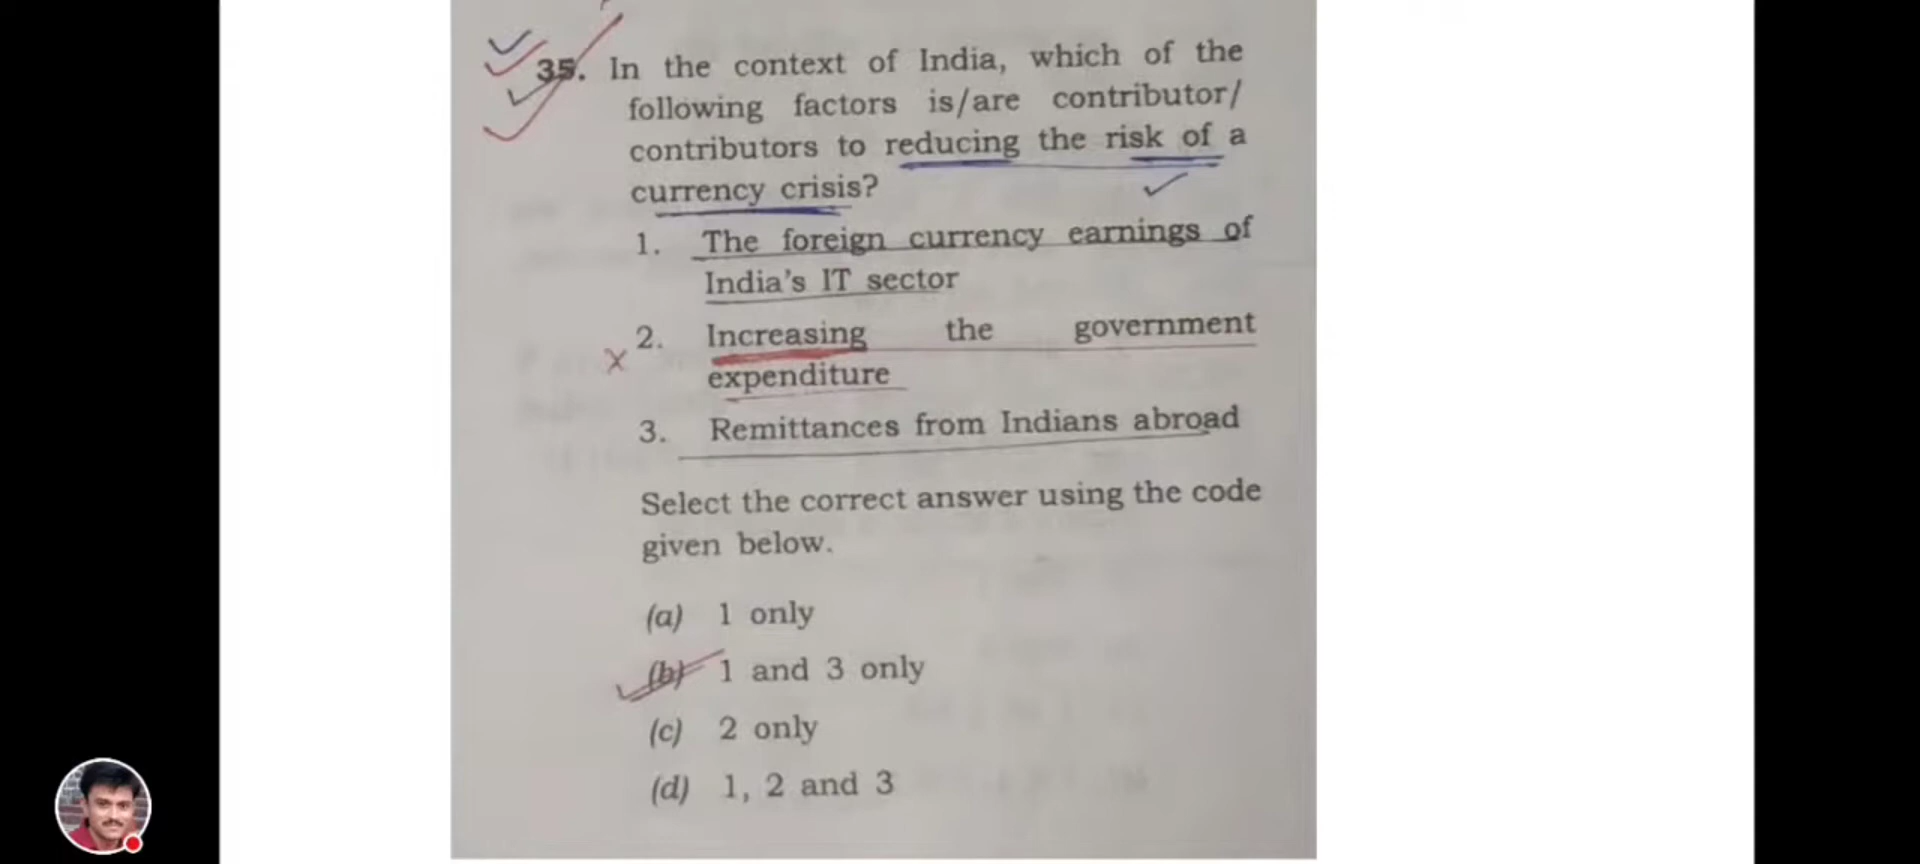 35. In the context of India, which of the
following factors is/are contributor/
contributors to reducing the risk of a
currency crisis?
1. The foreign currency earnings of
India's IT sector
2. Increasing the government
expenditure
3. Remittances from Indians abroad
Select the correct answer using the code
given below.
(a) 1 only
(b) 1 and 3 only
(c) 2 only
(d) 1, 2 and 3